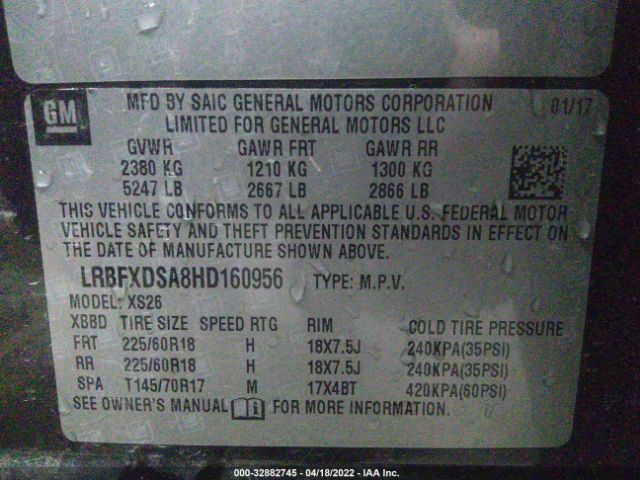 GM
MFD BY SAIC GENERAL MOTORS CORPORATION 01/17
LIMITED FOR GENERAL MOTORS LLC
GVWR GAWR FRT GAWR RR
2380 KG 1210 KG 1300 KG
5247 LB 2667 LB 2866 LB
THIS VEHICLE CONFORMS TO ALL APPLICABLE U.S. FEDERAL MOTOR
VEHICLE SAFETY AND THEFT PREVENTION STANDARDS IN EFFECT ON
THE DATE OF MANUFACTURE SHOWN ABOVE.
LRBFXDSA8HD160956 TYPE: M.P.V.
MODEL: XS26
XBBD TIRE SIZE SPEED RTG RIM COLD TIRE PRESSURE
FRT 225/60R18 H 18X7.5J 240KPA(35PSI)
RR 225/60R18 H 18X7.5J 240KPA(35PSI)
SPA T145/70R17 M 17X4BT 420KPA(60PSI)
SEE OWNER'S MANUAL FOR MORE INFORMATION.
000-32882745 - 04/18/2022 - IAA Inc.